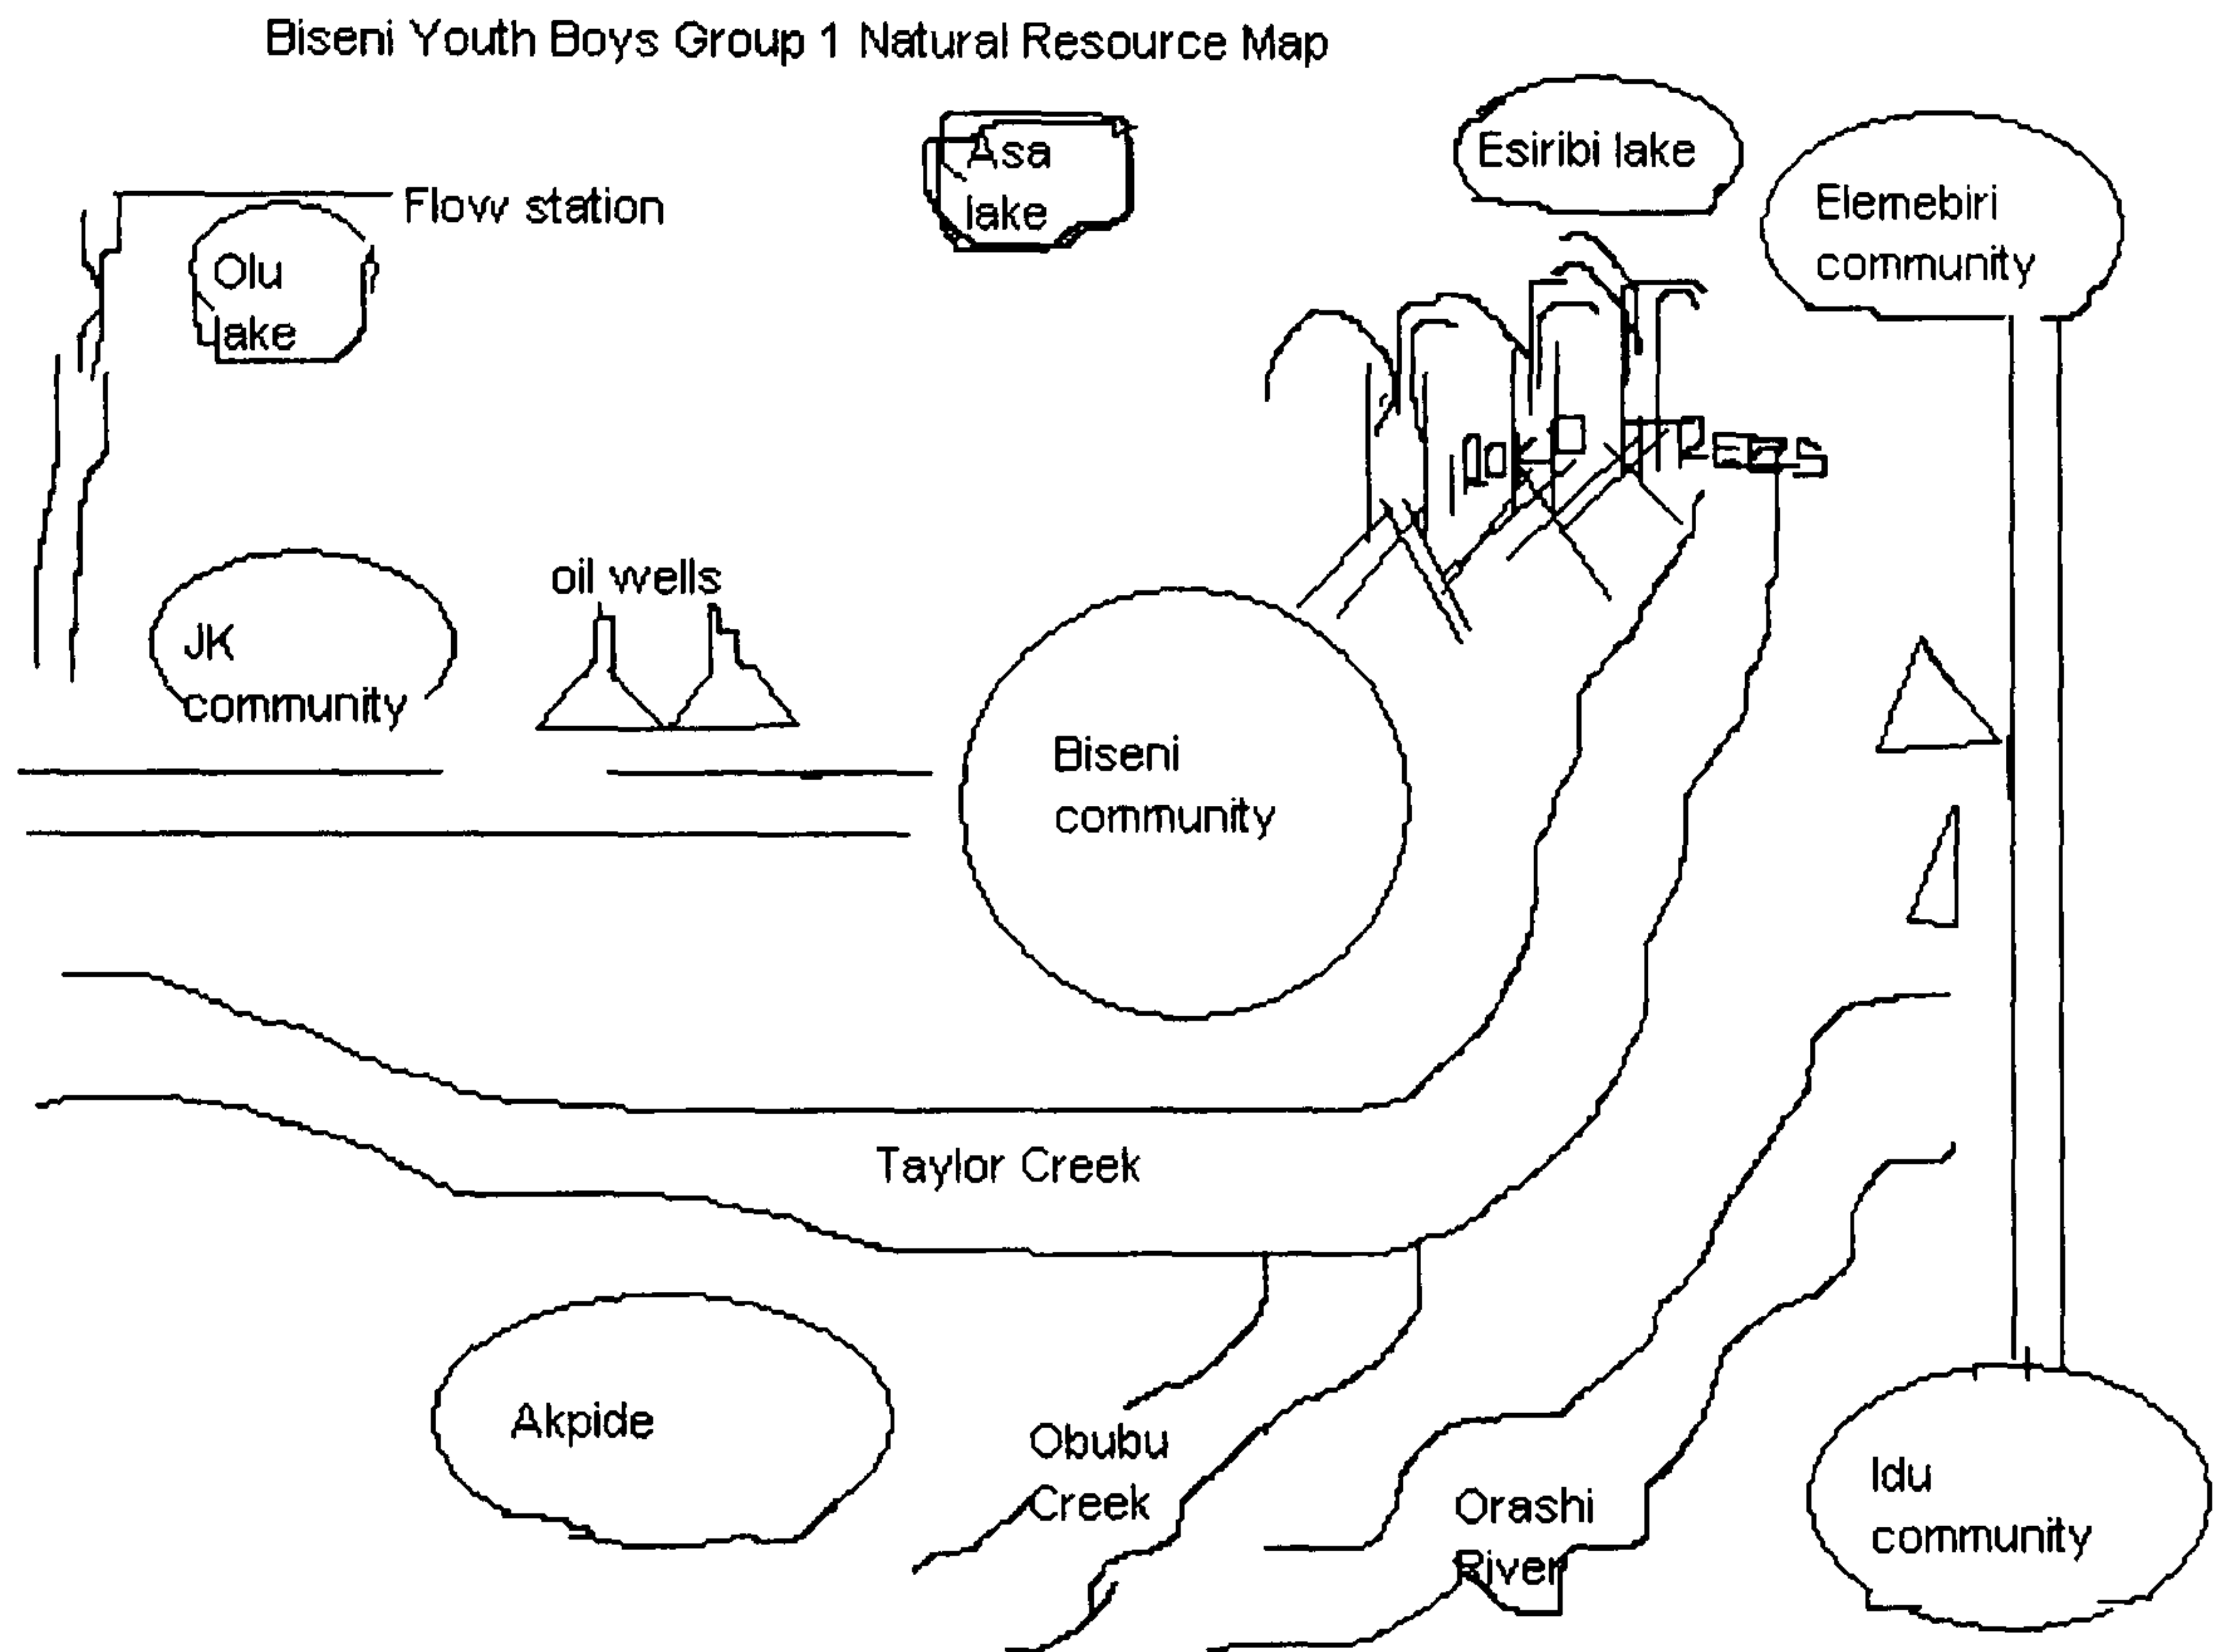 Biseni Youth Boys Group 1 Natural Resource Map
Asa
lake
Esiribi lake
Elemebiri
community
Flow station
Olu
lake
oil wells
JK
community
Biseni
community
Taylor Creek
Akpide
Obubu
Creek
Orashi
River
Idu
community